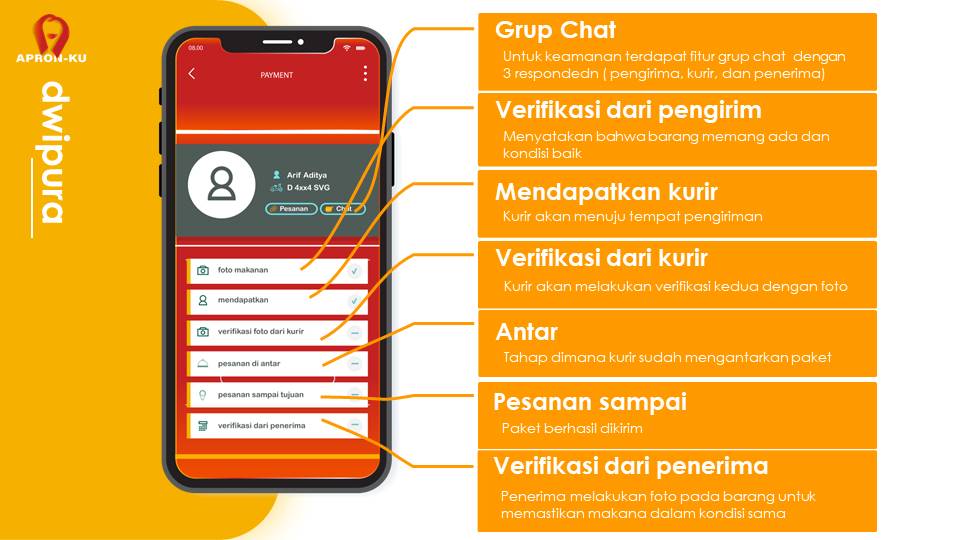 APRON-KU
dwipura
08.00
PAYMENT
Arif Aditya
D 4xx4 SVG
Pesanan
Chat
foto makanan
mendapatkan
verifikasi foto dari kurir
pesanan di antar
pesanan sampai tujuan
verifikasi dari penerima
Grup Chat
Untuk keamanan terdapat fitur grup chat dengan
3 respondedn ( pengirima, kurir, dan penerima)
Verifikasi dari pengirim
Menyatakan bahwa barang memang ada dan
kondisi baik
Mendapatkan kurir
Kurir akan menuju tempat pengiriman
Verifikasi dari kurir
Kurir akan melakukan verifikasi kedua dengan foto
Antar
Tahap dimana kurir sudah mengantarkan paket
Pesanan sampai
Paket berhasil dikirim
Verifikasi dari penerima
Penerima melakukan foto pada barang untuk
memastikan makana dalam kondisi sama